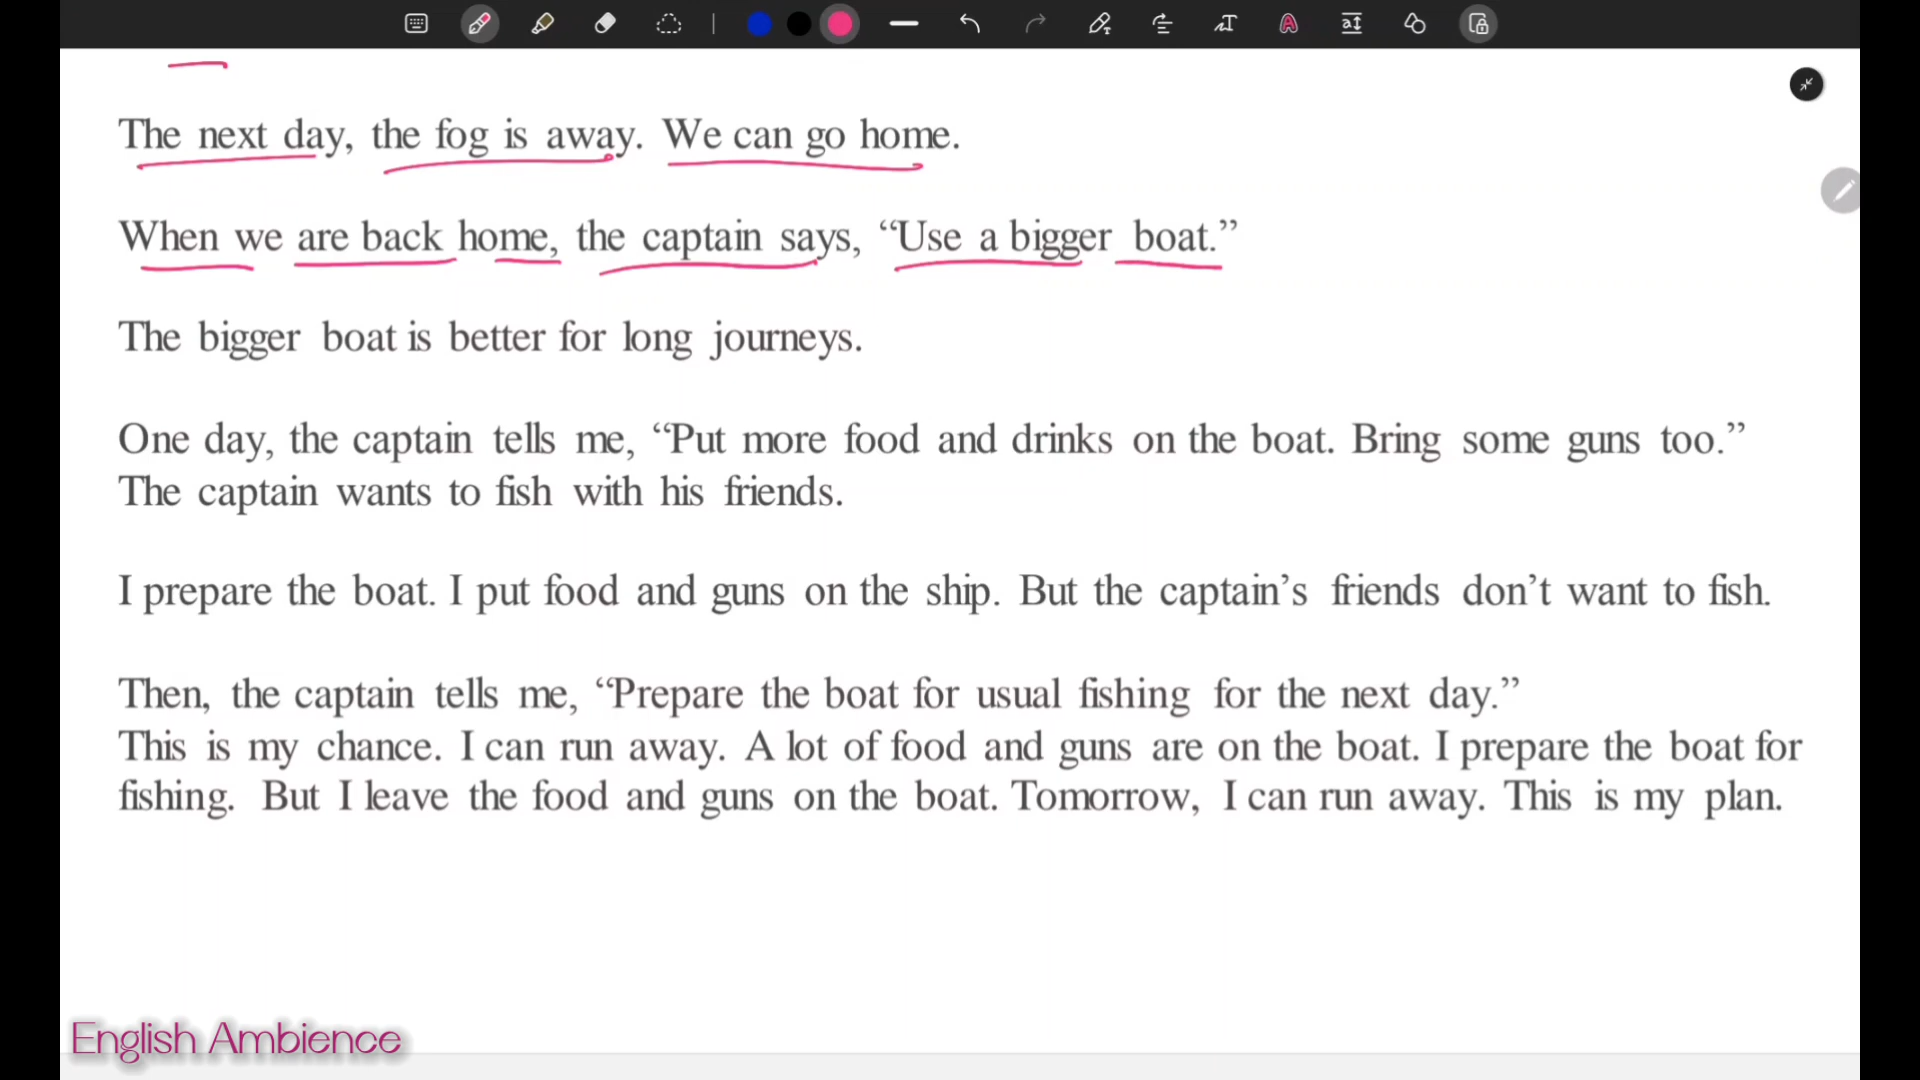 The next day, the fog is away. We can go home.
When we are back home, the captain says, “Use a bigger boat.”
The bigger boat is better for long journeys.
One day, the captain tells me, “Put more food and drinks on the boat. Bring some guns too.”
The captain wants to fish with his friends.
I prepare the boat. I put food and guns on the ship. But the captain’s friends don’t want to fish.
Then, the captain tells me, “Prepare the boat for usual fishing for the next day.”
This is my chance. I can run away. A lot of food and guns are on the boat. I prepare the boat for
fishing. But I leave the food and guns on the boat. Tomorrow, I can run away. This is my plan.
English Ambience